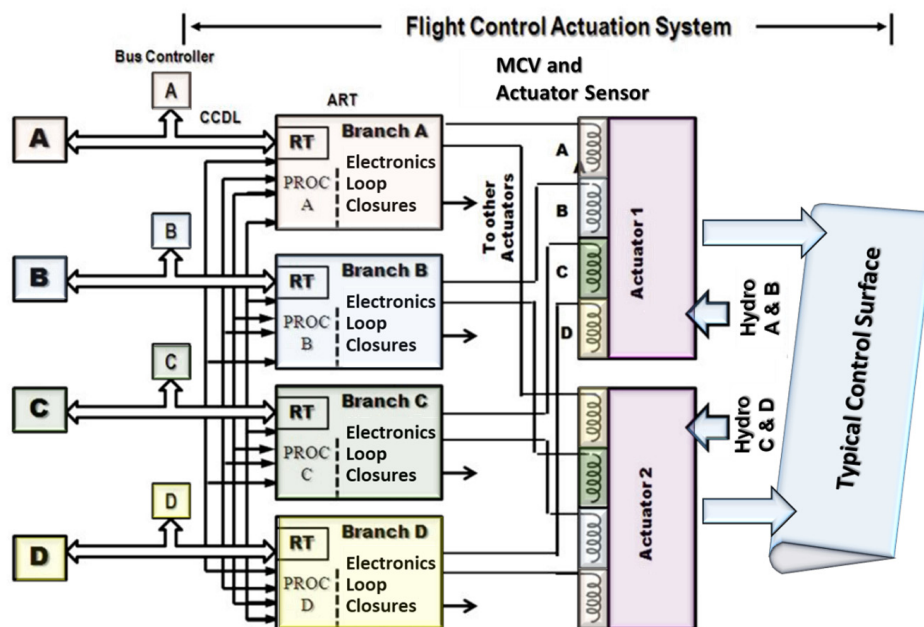 Flight Control Actuation System
Bus Controller
MCV and
Actuator Sensor
A
CCDL
ART
A
RT
Branch A
Electronics
PROC
Loop
A
Closures
To other
Actuators
A
A
B
C
D
Actuator 1
B
B
RT
Branch B
Electronics
PROC
Loop
B
Closures
Hydro
A & B
C
C
RT
Branch C
Electronics
PROC
Loop
C
Closures
Hydro
C & D
Actuator 2
Typical Control Surface
D
D
RT
Branch D
Electronics
PROC
Loop
D
Closures